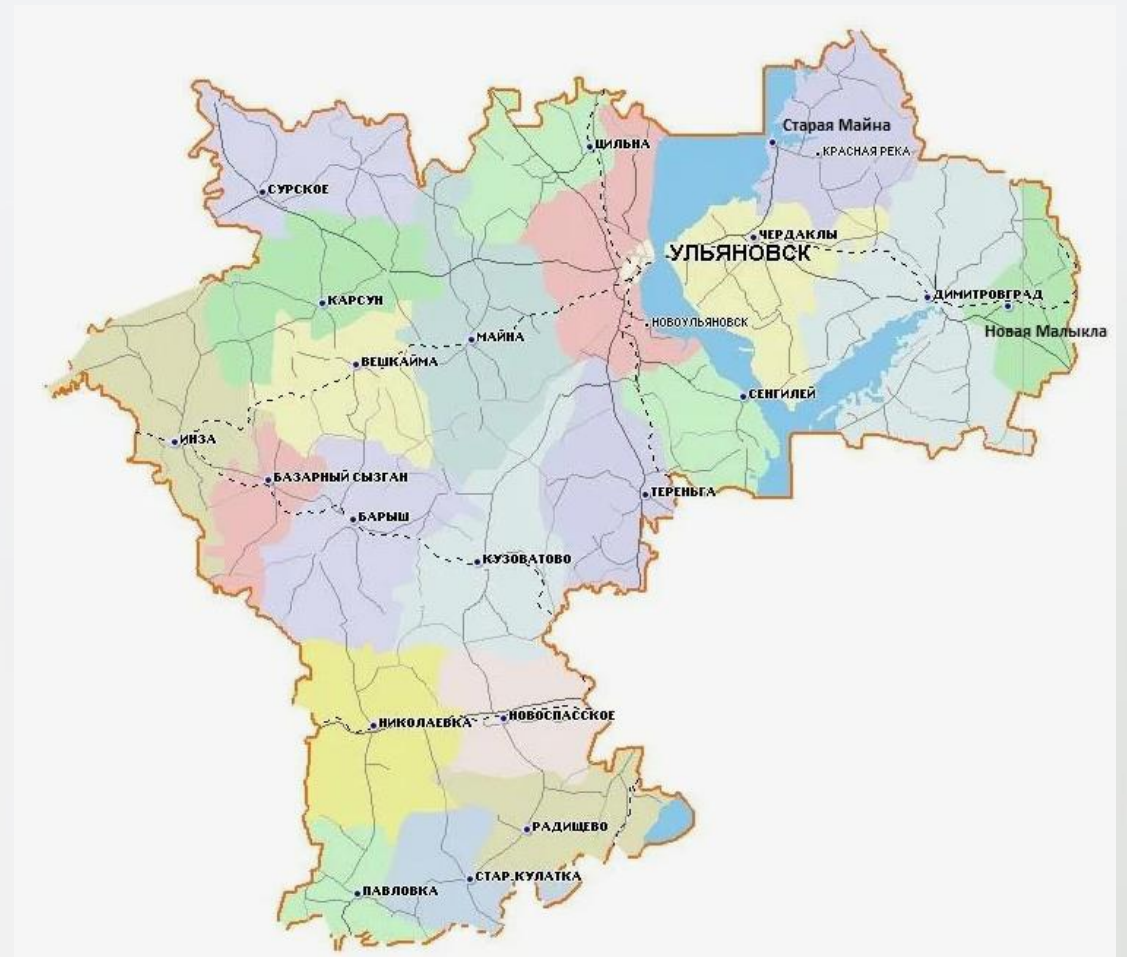 Старая Майна
ЦИЛЬНА
КРАСНАЯ РЕКА
СУРСКОЕ
ЧЕРДАКЛЫ
УЛЬЯНОВСК
ДИМИТРОВГРАД
КАРСУН
НОВОУЛЬЯНОВСК
Новая Малыкла
МАЙНА
ВЕШКАЙМА
СЕНГИЛЕЙ
ИНЗА
БАЗАРНЫЙ СЫЗГАН
ТЕРЕНЬГА
БАРЫШ
КУЗОВАТОВО
НОВОСПАССКОЕ
НИКОЛАЕВКА
РАДИЩЕВО
СТАР.КУЛАТКА
ПАВЛОВКА